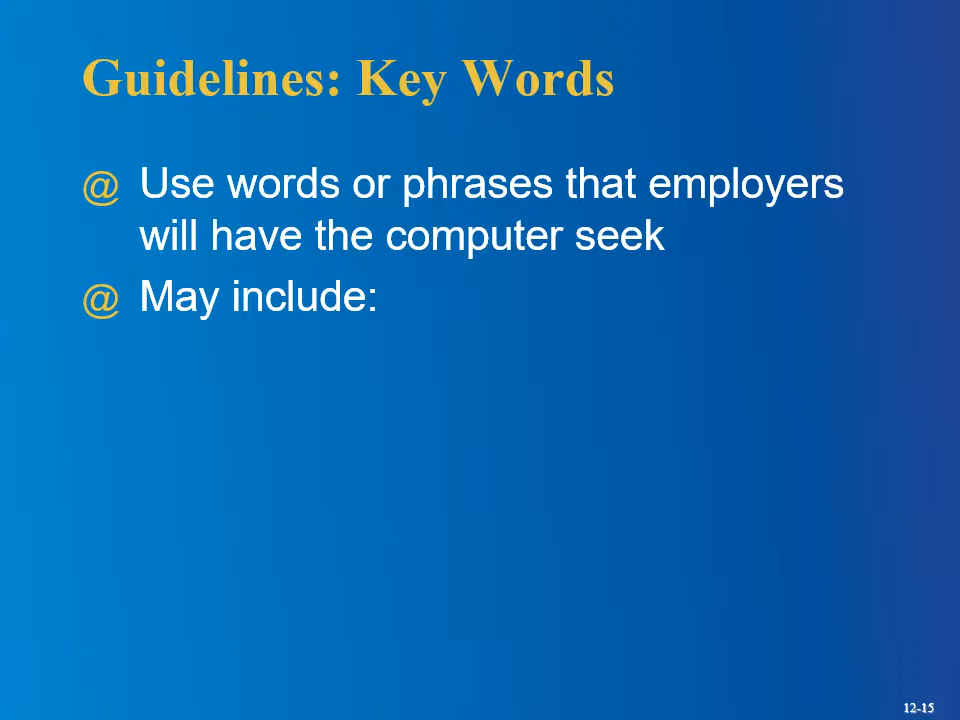 Guidelines: Key Words
@ Use words or phrases that employers
will have the computer seek
@ May include:
12-15